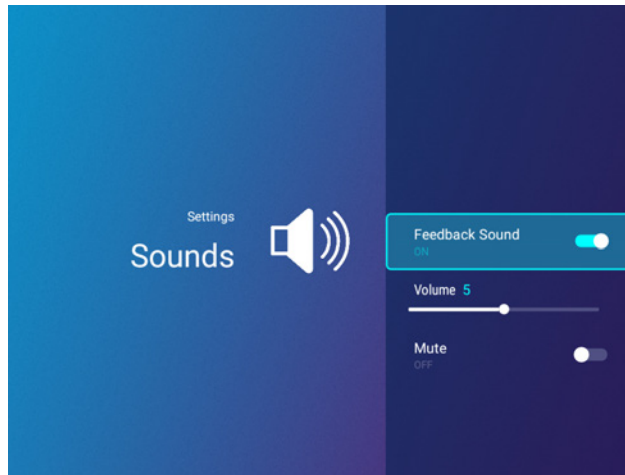 Settings
Sounds
Feedback Sound
ON
Volume 5
Mute
OFF